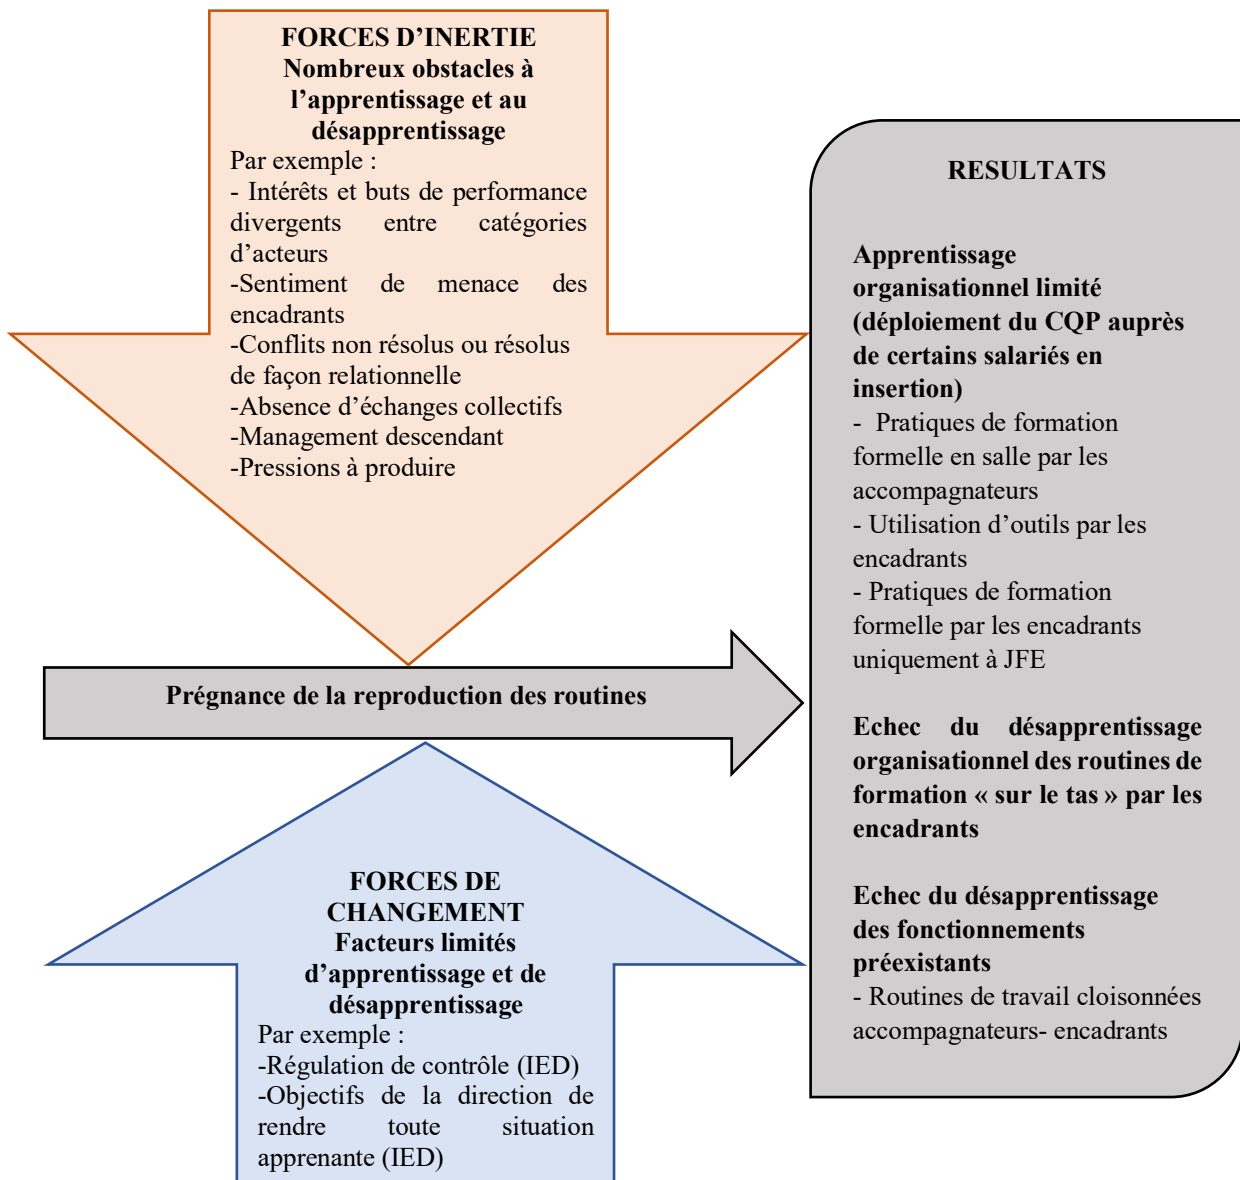 FORCES D’INERTIE
Nombreux obstacles à
l’apprentissage et au
désapprentissage
Par exemple :
- Intérêts et buts de performance
divergents entre catégories
d’acteurs
-Sentiment de menace des
encadrants
-Conflits non résolus ou résolus
de façon relationnelle
-Absence d’échanges collectifs
-Management descendant
-Pressions à produire
Prégnance de la reproduction des routines
FORCES DE
CHANGEMENT
Facteurs limités
d’apprentissage et de
désapprentissage
Par exemple :
-Régulation de contrôle (IED)
-Objectifs de la direction de
rendre toute situation
apprenante (IED)
RESULTATS
Apprentissage
organisationnel limité
(déploiement du CQP auprès
de certains salariés en
insertion)
- Pratiques de formation
formelle en salle par les
accompagnateurs
- Utilisation d’outils par les
encadrants
- Pratiques de formation
formelle par les encadrants
uniquement à JFE
Echec du désapprentissage
organisationnel des routines de
formation « sur le tas » par les
encadrants
Echec du désapprentissage
des fonctionnements
préexistants
- Routines de travail cloisonnées
accompagnateurs- encadrants